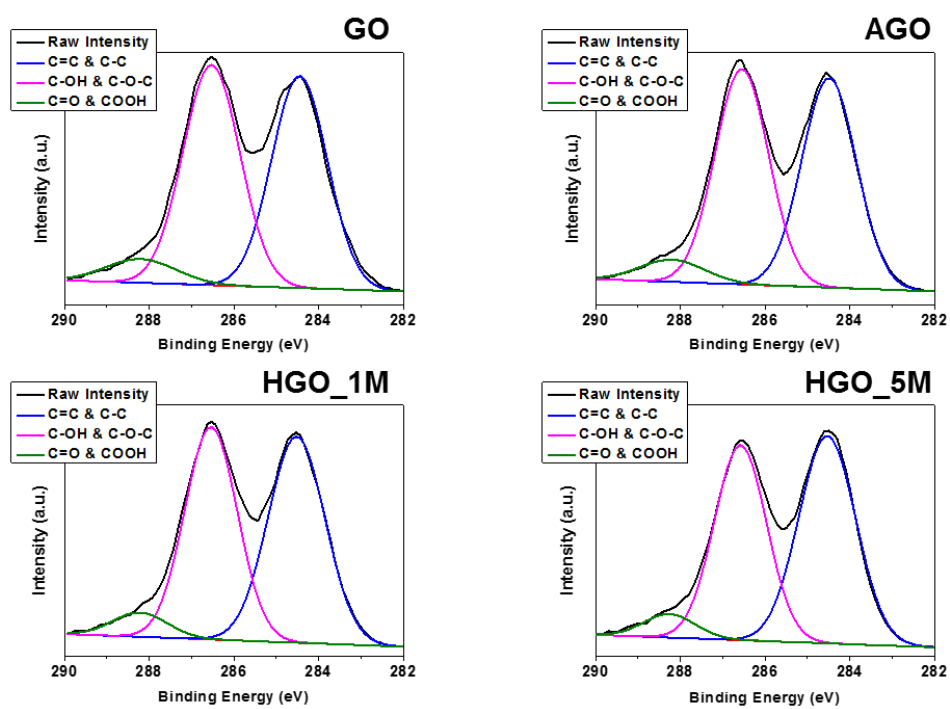 GO
Raw Intensity
C=C & C-C
C-OH & C-O-C
C=O & COOH
Intensity (a.u.)
290 288 286 284 282
Binding Energy (eV)
AGO
Raw Intensity
C=C & C-C
C-OH & C-O-C
C=O & COOH
Intensity (a.u.)
290 288 286 284 282
Binding Energy (eV)
HGO_1M
Raw Intensity
C=C & C-C
C-OH & C-O-C
C=O & COOH
Intensity (a.u.)
290 288 286 284 282
Binding Energy (eV)
HGO_5M
Raw Intensity
C=C & C-C
C-OH & C-O-C
C=O & COOH
Intensity (a.u.)
290 288 286 284 282
Binding Energy (eV)